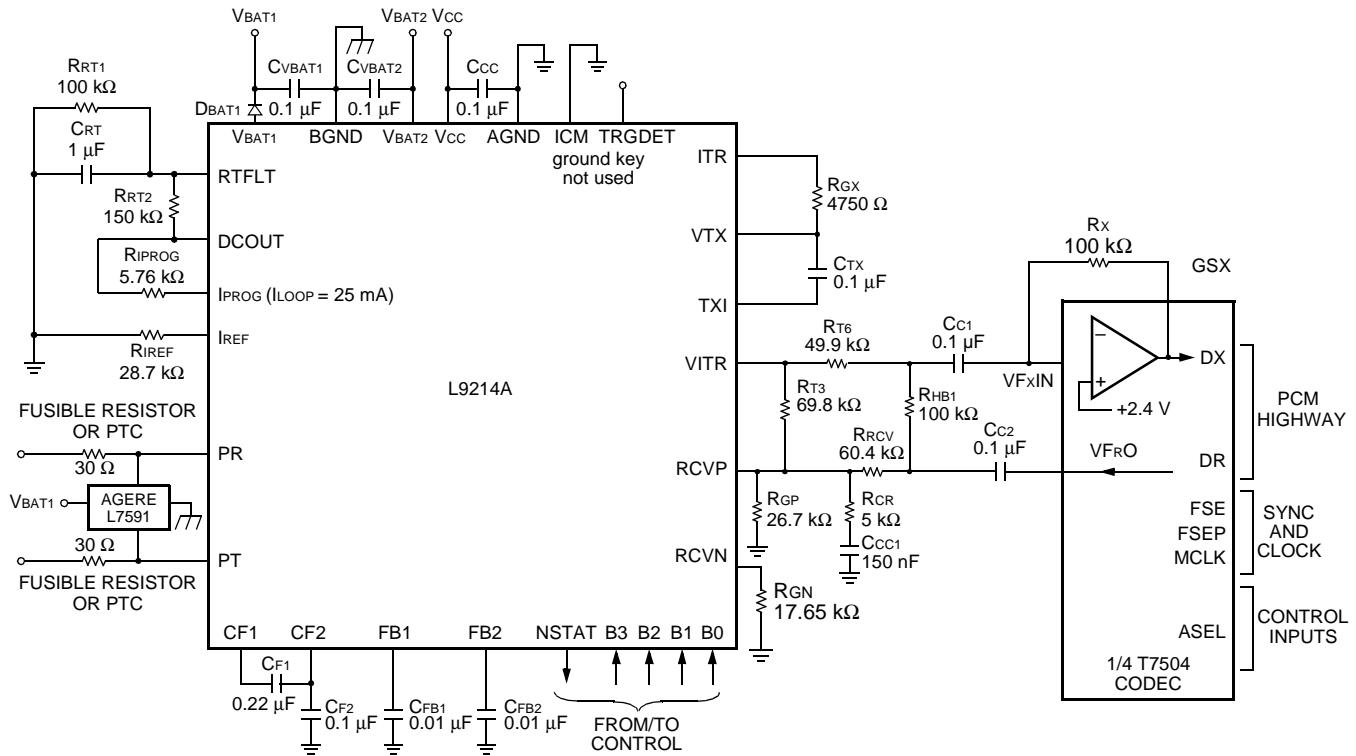 VBAT1
VBAT2
VCC
RRT1
100 kΩ
CVBAT1
0.1 µF
CVBAT2
0.1 µF
CCC
0.1 µF
DBAT1
CRT
1 µF
VBAT1
BGND
VBAT2
VCC
AGND
ICM
TRGDET
ground key
not used
RTFLT
RRT2
150 kΩ
DCOUT
RIPROG
5.76 kΩ
IPROG (ILOOP = 25 mA)
IREF
RIREF
28.7 kΩ
L9214A
ITR
RGX
4750 Ω
VTX
CTX
0.1 µF
TXI
VITR
RT6
49.9 kΩ
CC1
0.1 µF
RX
100 kΩ
GSX
VFXIN
−
+
+2.4 V
DX
PCM
HIGHWAY
RT3
69.8 kΩ
RHB1
100 kΩ
RRCV
60.4 kΩ
CC2
0.1 µF
VFRO
DR
RCVP
RGP
26.7 kΩ
RCR
5 kΩ
CCC1
150 nF
RCVN
RGN
17.65 kΩ
FSE
FSEP
MCLK
SYNC
AND
CLOCK
ASEL
CONTROL
INPUTS
1/4 T7504
CODEC
FUSIBLE RESISTOR
OR PTC
30 Ω
PR
VBAT1
AGERE
L7591
30 Ω
PT
FUSIBLE RESISTOR
OR PTC
CF1
CF2
FB1
FB2
NSTAT
B3
B2
B1
B0
CF1
0.22 µF
CF2
0.1 µF
CFB1
0.01 µF
CFB2
0.01 µF
FROM/TO
CONTROL